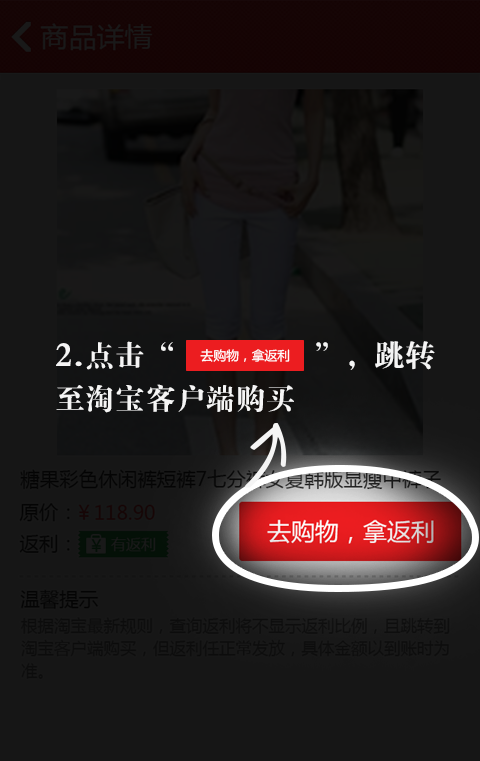 商品详情
2.点击“ 去购物，拿返利 ”，跳转
至淘宝客户端购买
糖果彩色休闲裤短裤7七分裤女夏韩版显瘦中裤子
原价：¥ 118.90
返利：有返利
去购物，拿返利
温馨提示
根据淘宝最新规则，查询返利将不显示返利比例，且跳转到
淘宝客户端购买，但返利任正常发放，具体金额以到账时为
准。